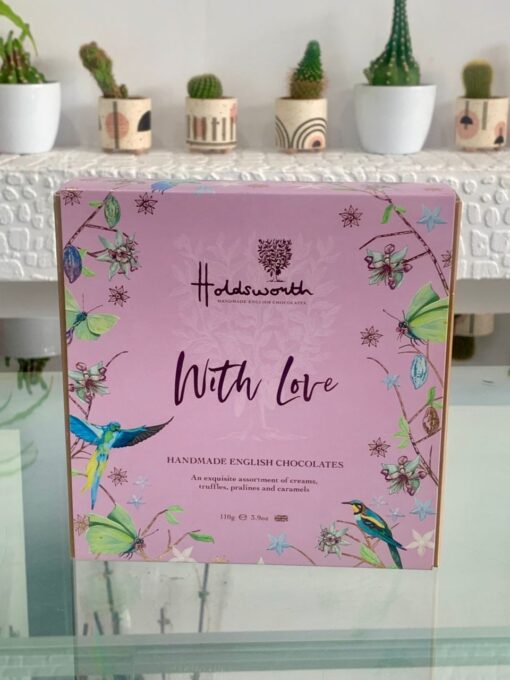 Holdsworth
HANDMADE ENGLISH CHOCOLATES
With Love
HANDMADE ENGLISH CHOCOLATES
An exquisite assortment of creams,
truffles, pralines and caramels
110g ℮ 3.9oz